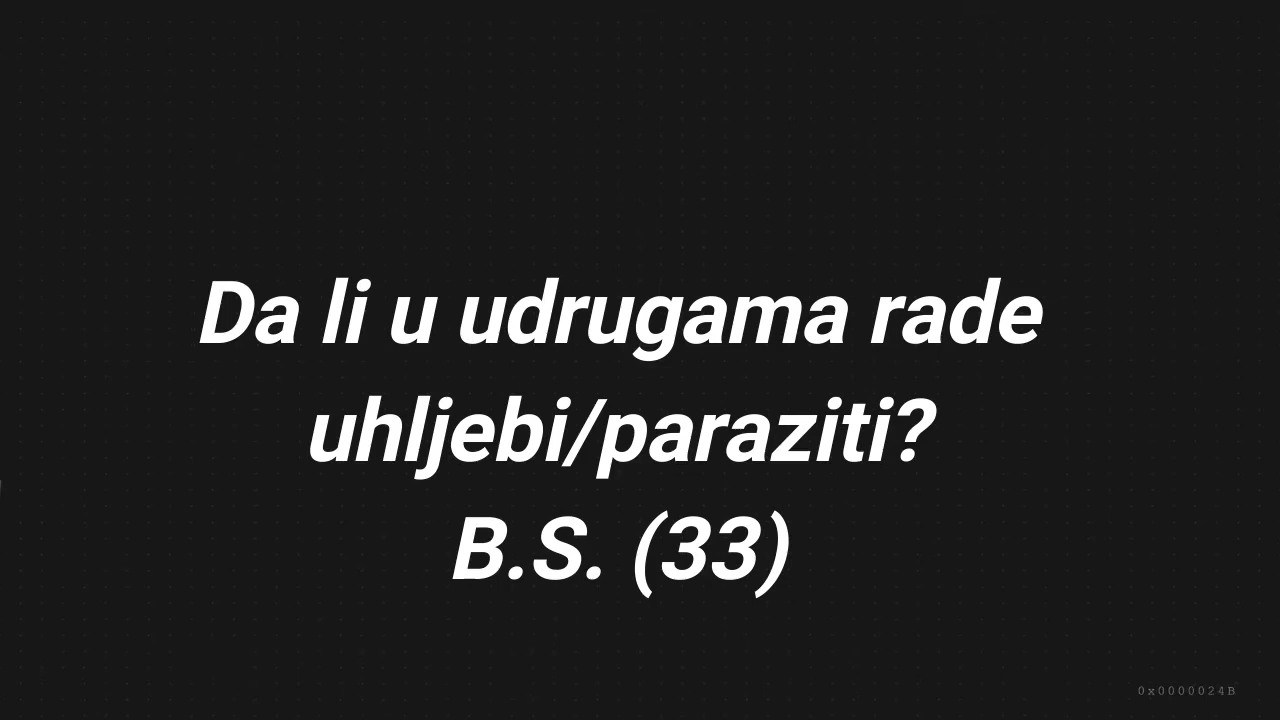 Da li u udrugama rade
uhljebi/paraziti?
B.S. (33)
0x0000024B